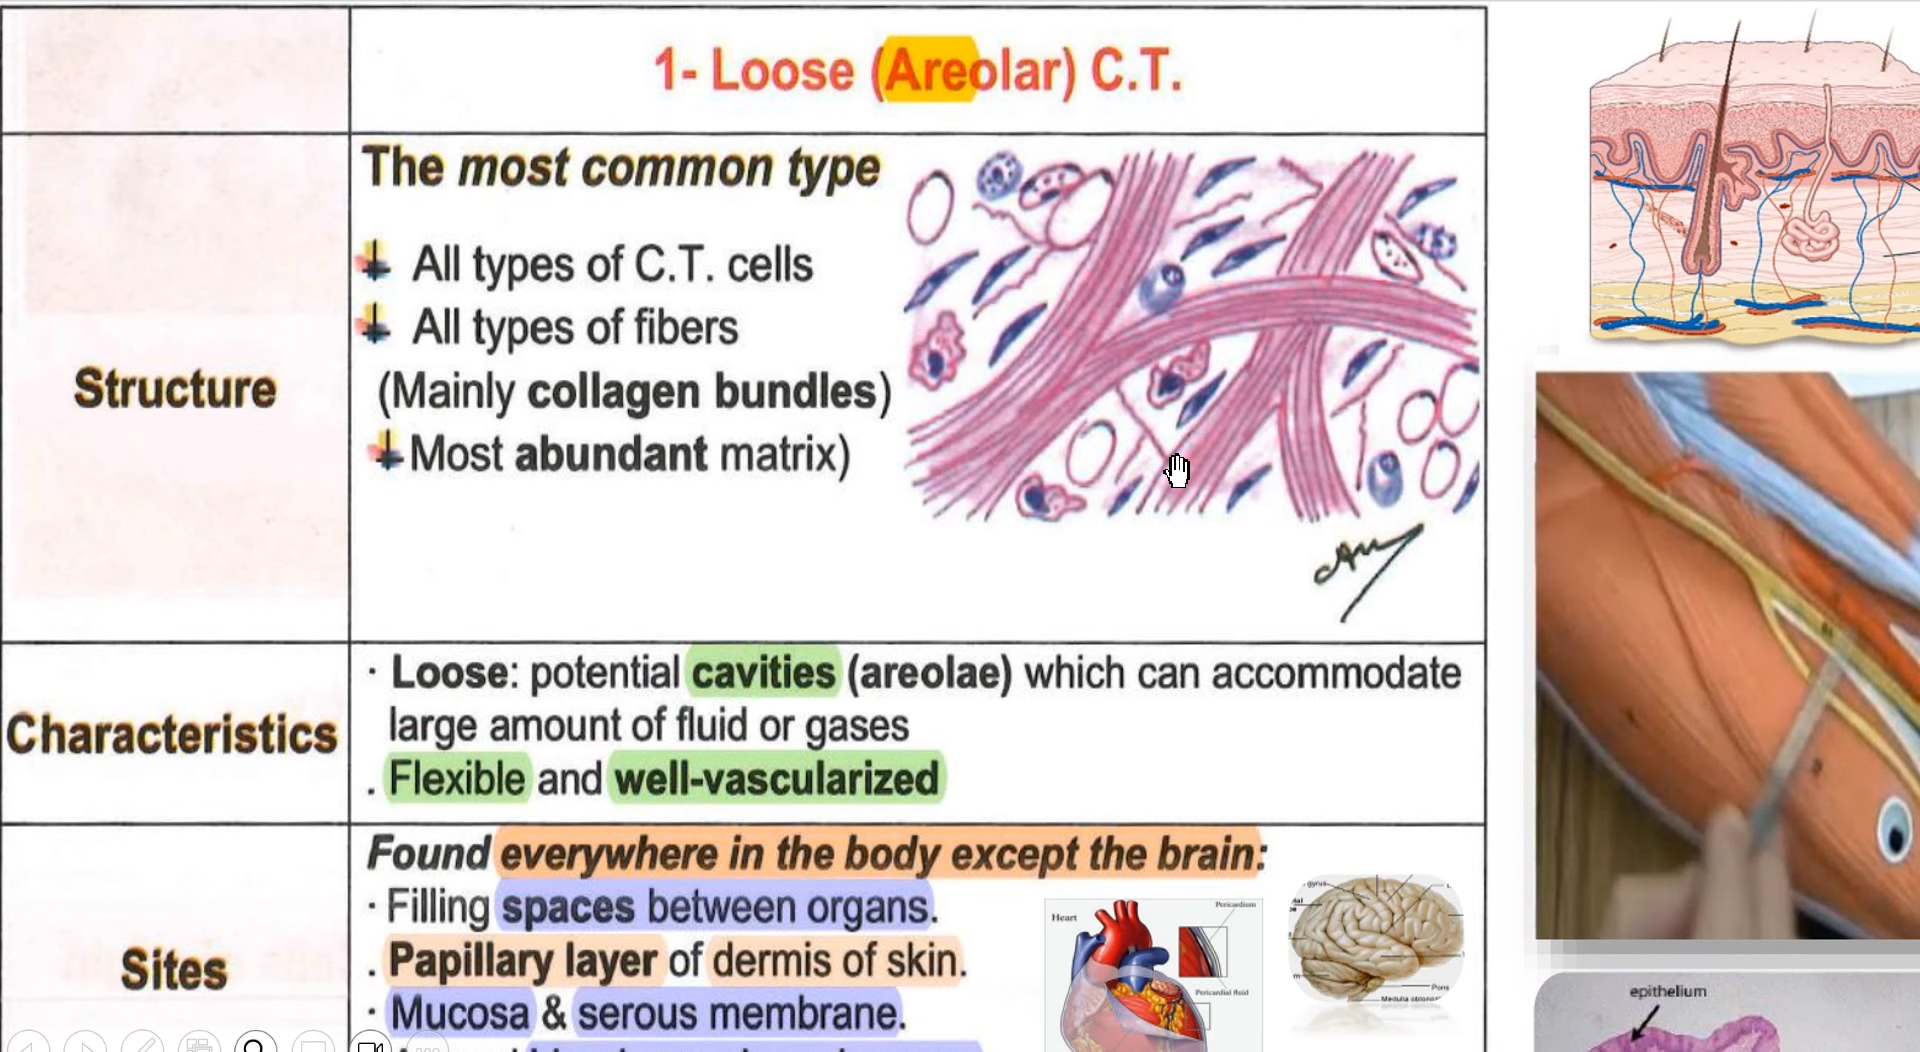 1- Loose (Areolar) C.T.
Structure
The most common type
All types of C.T. cells
All types of fibers
(Mainly collagen bundles)
Most abundant matrix)
Characteristics
· Loose: potential cavities (areolae) which can accommodate
large amount of fluid or gases
. Flexible and well-vascularized
Sites
Found everywhere in the body except the brain:
· Filling spaces between organs.
. Papillary layer of dermis of skin.
· Mucosa & serous membrane.
Heart
Pericardium
Pericardial fluid
gyrus
Pons
Medulla
epithelium